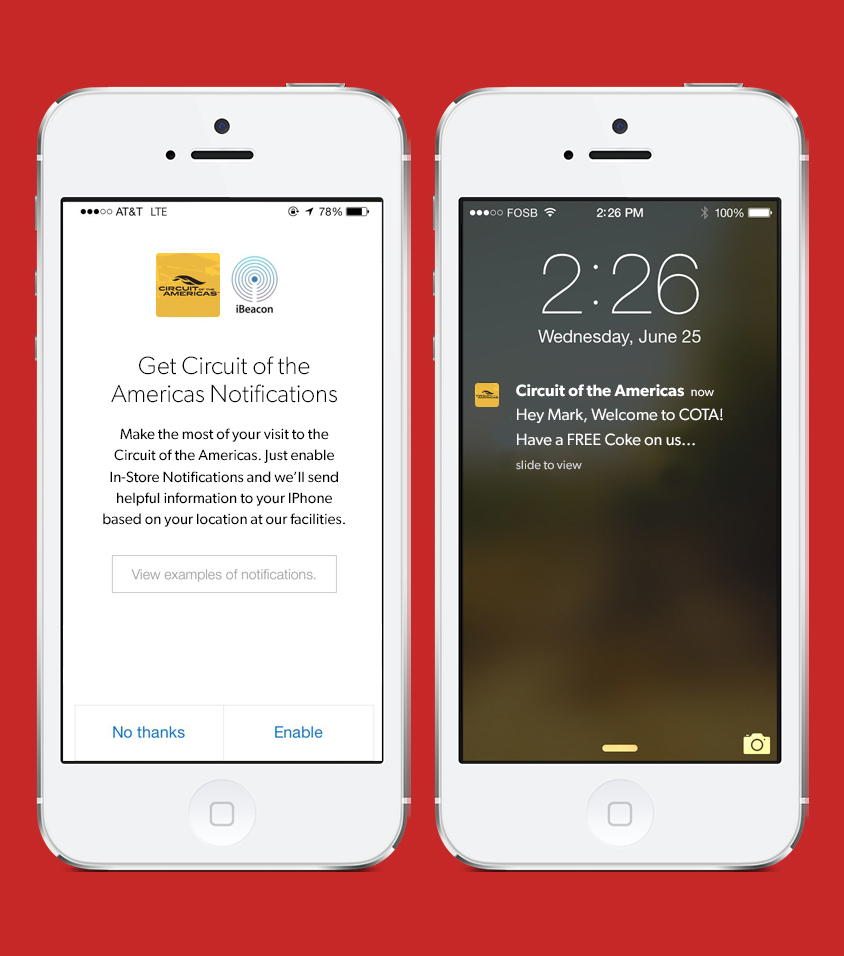 AT&T LTE 78%
CIRCUIT OF THE
AMERICAS
iBeacon
Get Circuit of the
Americas Notifications
Make the most of your visit to the
Circuit of the Americas. Just enable
In-Store Notifications and we'll send
helpful information to your IPhone
based on your location at our facilities.
View examples of notifications.
No thanks Enable
FOSB 2:26 PM 100%
2:26
Wednesday, June 25
Circuit of the Americas now
Hey Mark, Welcome to COTA!
Have a FREE Coke on us...
slide to view